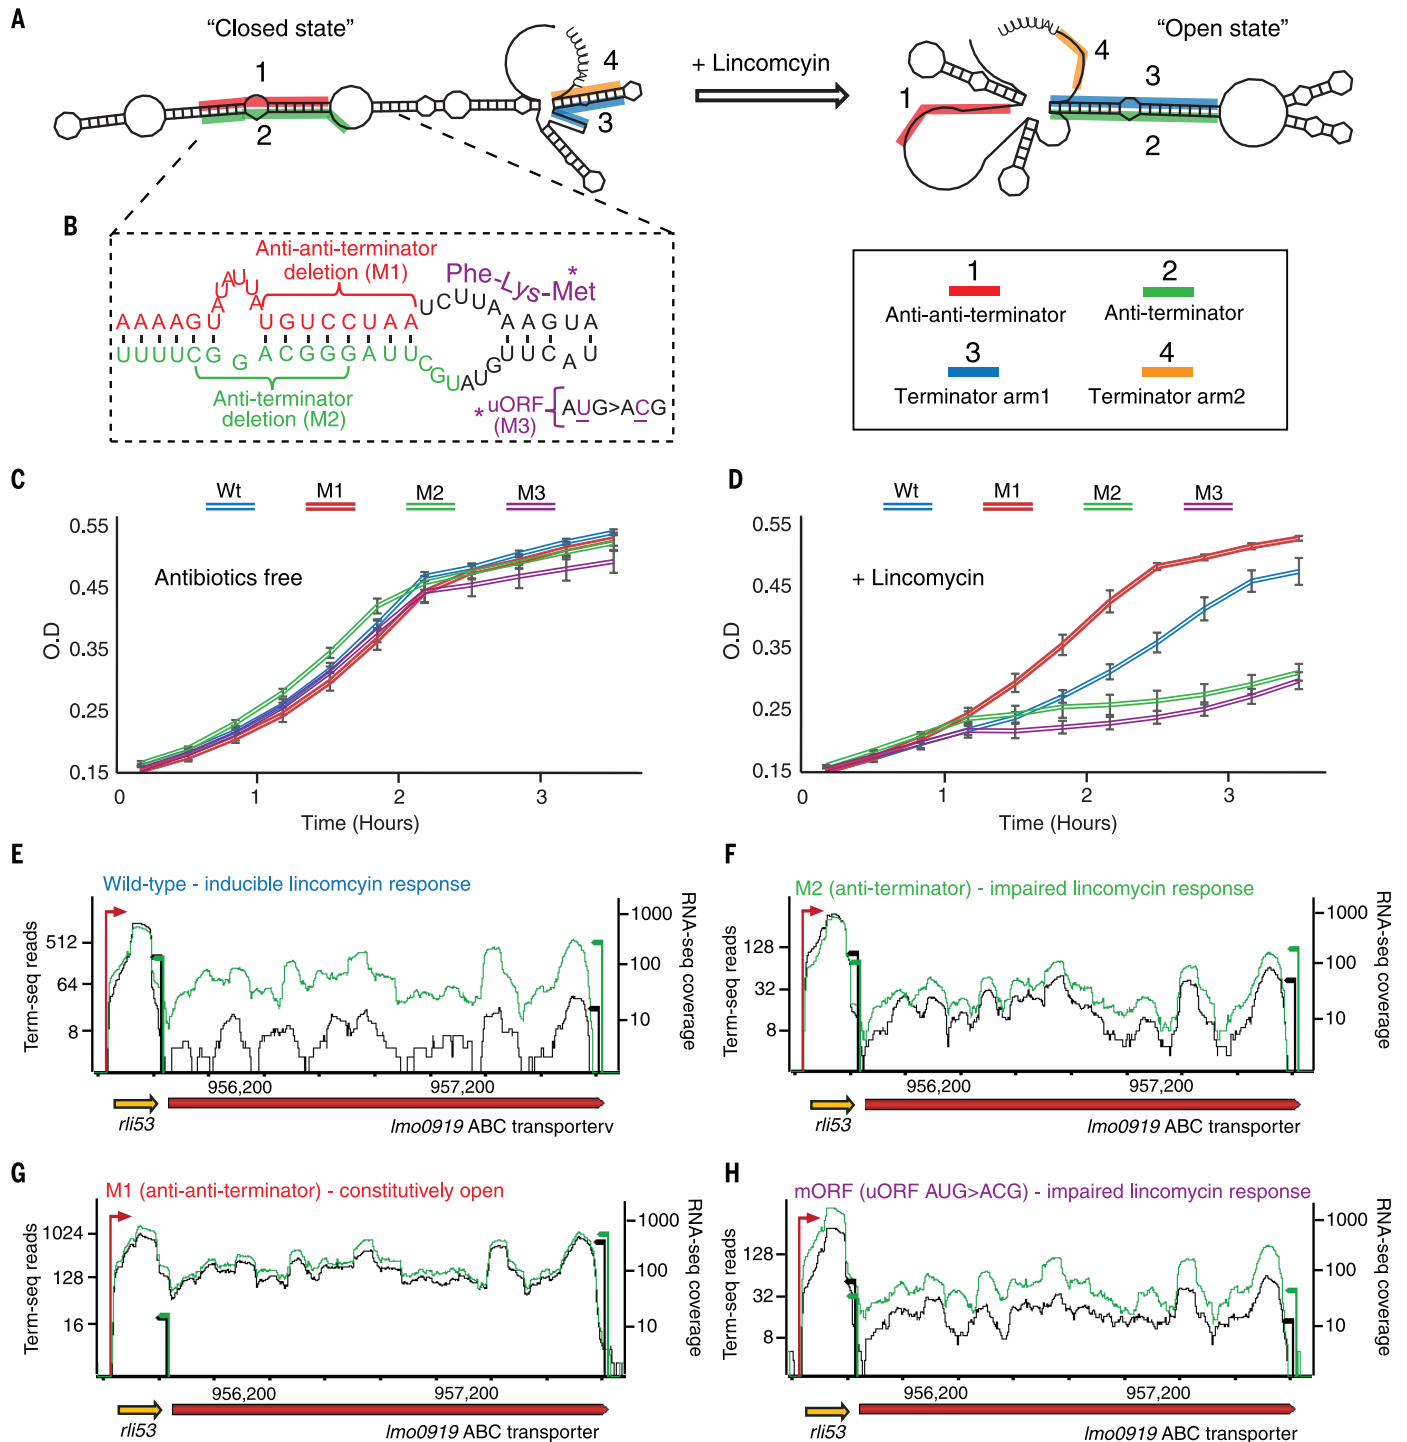 A
"Closed state"
1
2
4
3
UUUUUAU
+ Lincomcyin
"Open state"
UUUUUAU
4
3
1
2
B
Anti-anti-terminator
deletion (M1)
Phe-Lys-Met
*
AAAAGU AUAUUA UGUCCUAA UCUUA AAGUA
UUUUCG G ACGGGAUU CGUAUG UUCAU
Anti-terminator
deletion (M2)
* uORF
(M3)
AUG>ACG
1
Anti-anti-terminator
2
Anti-terminator
3
Terminator arm1
4
Terminator arm2
C
Wt
M1
M2
M3
0.55
0.45
0.35
0.25
0.15
O.D
Antibiotics free
0
1
2
3
Time (Hours)
D
Wt
M1
M2
M3
0.55
0.45
0.35
0.25
0.15
O.D
+ Lincomycin
0
1
2
3
Time (Hours)
E
Wild-type - inducible lincomcyin response
Term-seq reads
512
64
8
1000
100
10
RNA-seq coverage
956,200
957,200
rli53
lmo0919 ABC transporterv
F
M2 (anti-terminator) - impaired lincomycin response
Term-seq reads
128
32
8
1000
100
10
RNA-seq coverage
956,200
957,200
rli53
lmo0919 ABC transporter
G
M1 (anti-anti-terminator) - constitutively open
Term-seq reads
1024
128
16
1000
100
10
RNA-seq coverage
956,200
957,200
rli53
lmo0919 ABC transporter
H
mORF (uORF AUG>ACG) - impaired lincomycin response
Term-seq reads
128
32
8
1000
100
10
RNA-seq coverage
956,200
957,200
rli53
lmo0919 ABC transporter